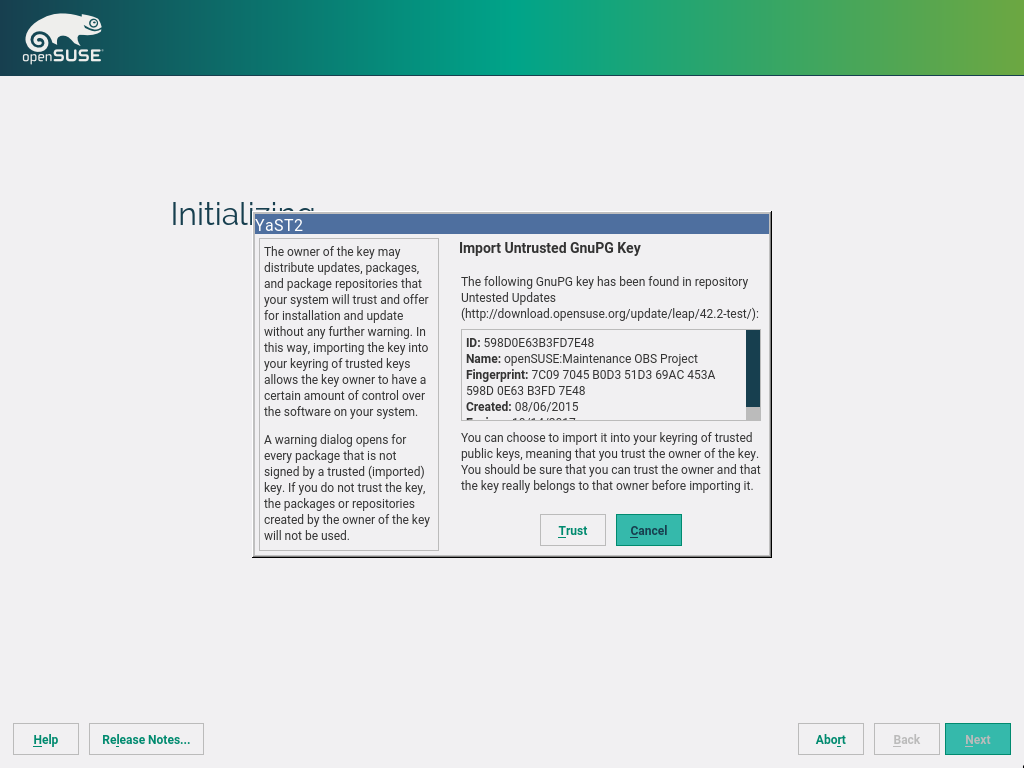 openSUSE
Initializing
YaST2
The owner of the key may
distribute updates, packages,
and package repositories that
your system will trust and offer
for installation and update
without any further warning. In
this way, importing the key into
your keyring of trusted keys
allows the key owner to have a
certain amount of control over
the software on your system.
A warning dialog opens for
every package that is not
signed by a trusted (imported)
key. If you do not trust the key,
the packages or repositories
created by the owner of the key
will not be used.
Import Untrusted GnuPG Key
The following GnuPG key has been found in repository
Untested Updates
(http://download.opensuse.org/update/leap/42.2-test/):
ID: 598D0E63B3FD7E48
Name: openSUSE:Maintenance OBS Project
Fingerprint: 7C09 7045 B0D3 51D3 69AC 453A
598D 0E63 B3FD 7E48
Created: 08/06/2015
You can choose to import it into your keyring of trusted
public keys, meaning that you trust the owner of the key.
You should be sure that you can trust the owner and that
the key really belongs to that owner before importing it.
Trust Cancel
Help Release Notes... Abort Back Next